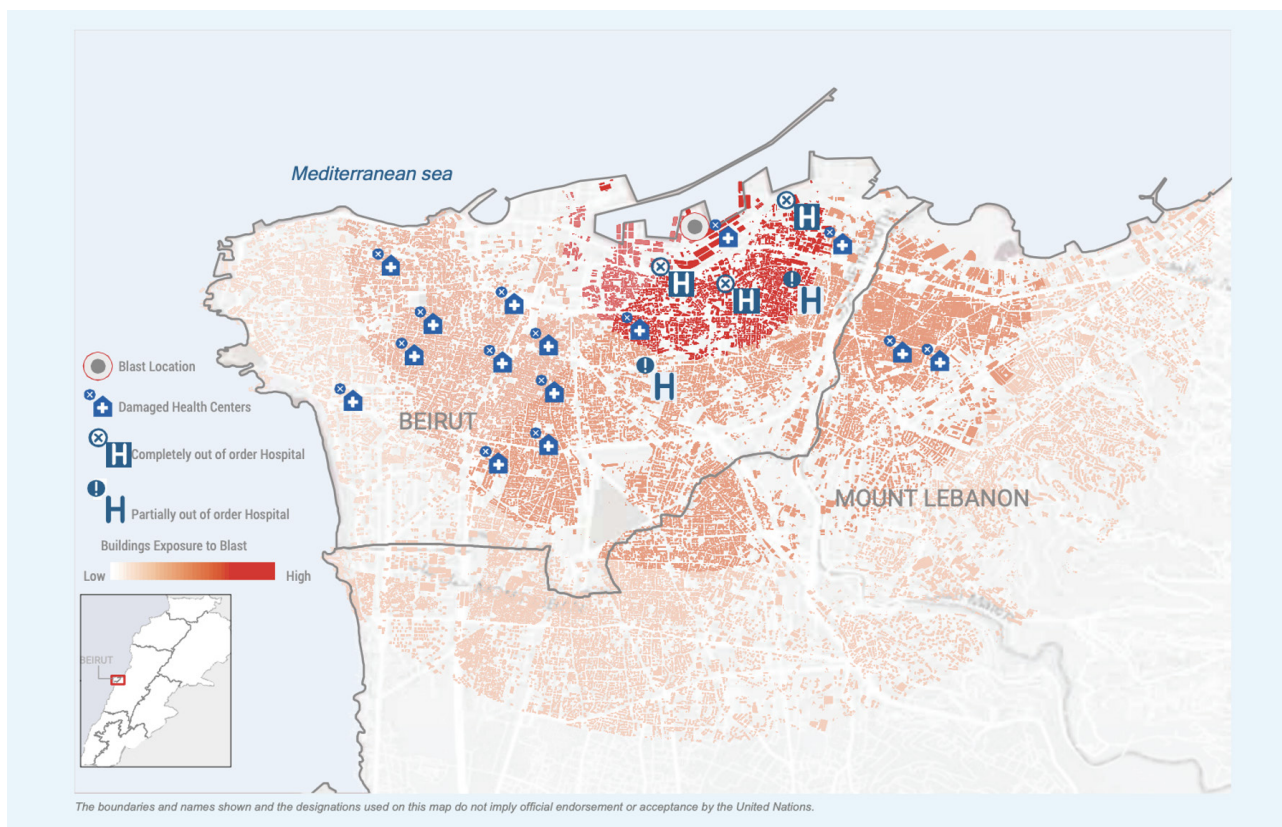 Mediterranean sea
Blast Location
Damaged Health Centers
BEIRUT
Completely out of order Hospital
MOUNT LEBANON
Partially out of order Hospital
Buildings Exposure to Blast
Low
High
BEIRUT
The boundaries and names shown and the designations used on this map do not imply official endorsement or acceptance by the United Nations.